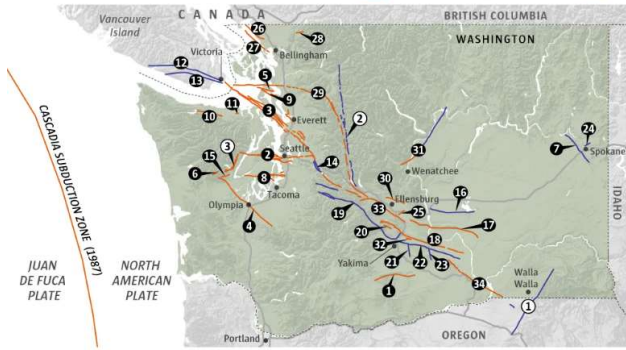 CANADA
BRITISH COLUMBIA
Vancouver
Island
WASHINGTON
26
28
27
Bellingham
Victoria
12
13
5
29
9
2
11
3
10
Everett
CASCADIA SUBDUCTION ZONE (1987)
3
Seattle
31
24
7
Spokane
15
2
14
Wenatchee
6
8
30
16
IDAHO
Tacoma
Ellensburg
Olympia
19
33
25
17
4
20
18
32
JUAN
DE FUCA
PLATE
NORTH
AMERICAN
PLATE
Yakima
21
22
23
1
34
Walla
Walla
1
Portland
OREGON